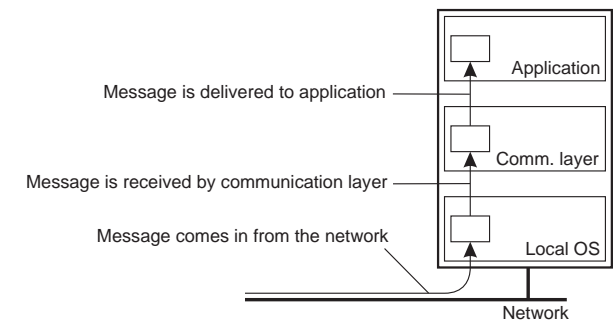 Application
Message is delivered to application
Comm. layer
Message is received by communication layer
Message comes in from the network
Local OS
Network